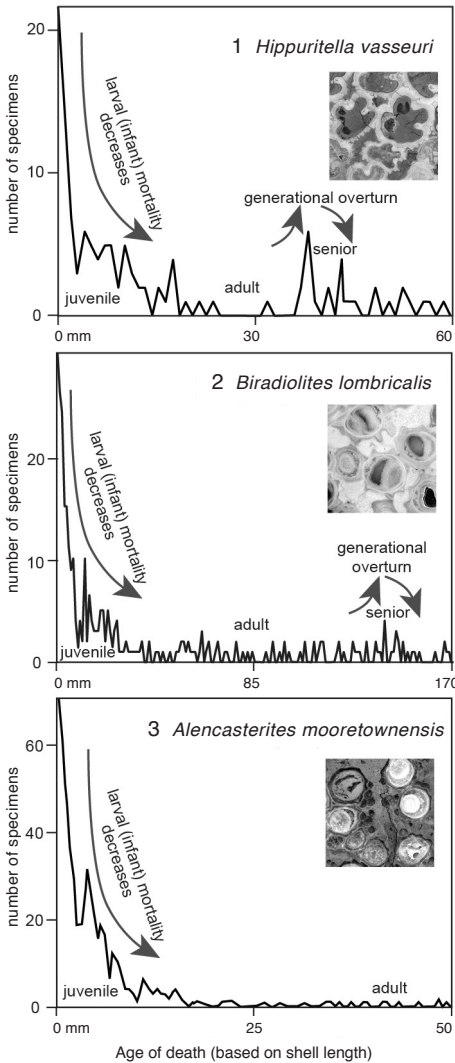 1 Hippuritella vasseuri
number of specimens
20
10
0
larval (infant) mortality
decreases
generational overturn
senior
juvenile
adult
0 mm
30
60
2 Biradiolites lombricalis
number of specimens
20
10
0
larval (infant) mortality
decreases
generational
overturn
senior
juvenile
adult
0 mm
85
170
3 Alencasterites mooretownensis
number of specimens
60
40
20
0
larval (infant) mortality
decreases
juvenile
adult
0 mm
25
50
Age of death (based on shell length)